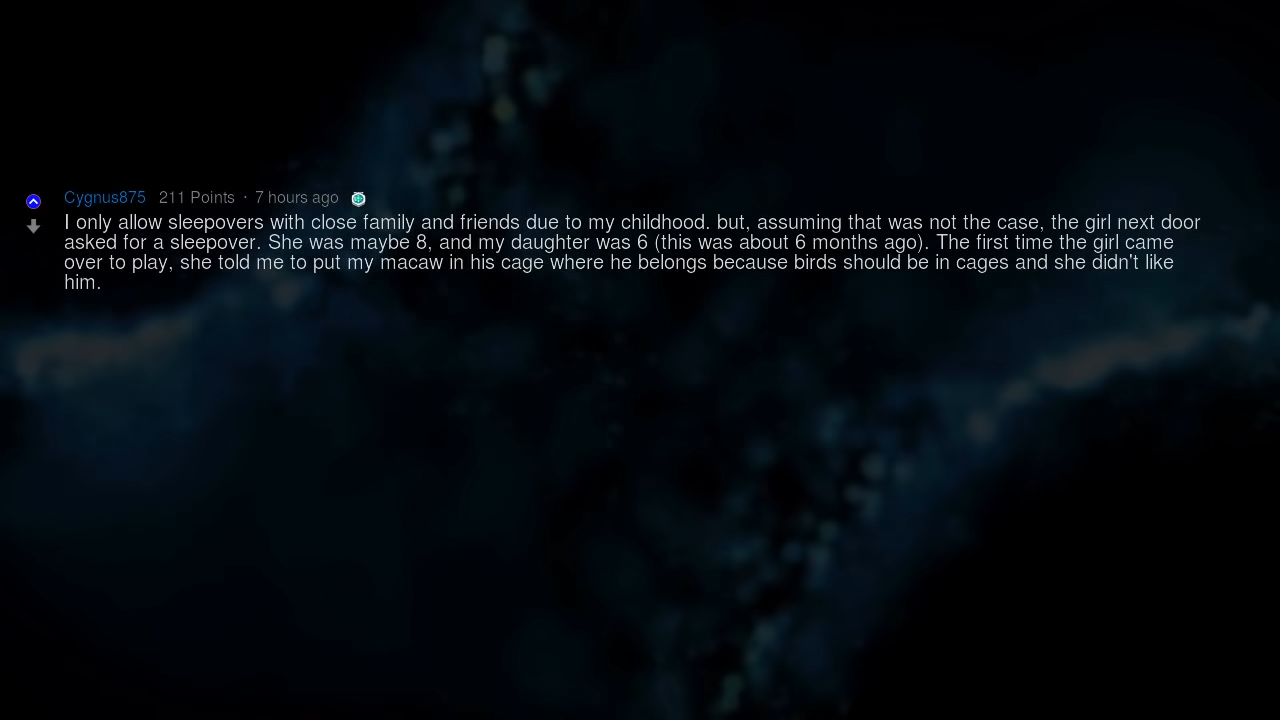 Cygnus875 211 Points · 7 hours ago
I only allow sleepovers with close family and friends due to my childhood. but, assuming that was not the case, the girl next door
asked for a sleepover. She was maybe 8, and my daughter was 6 (this was about 6 months ago). The first time the girl came
over to play, she told me to put my macaw in his cage where he belongs because birds should be in cages and she didn't like
him.